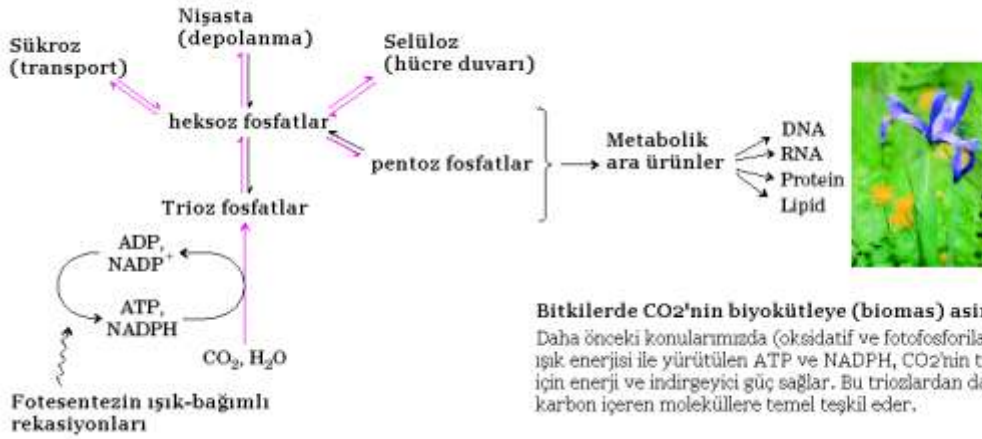 Nişasta
(depolanma)
Sükroz
(transport)
Selüloz
(hücre duvarı)
heksoz fosfatlar
pentoz fosfatlar
Metabolik
ara ürünler
DNA
RNA
Protein
Lipid
Trioz fosfatlar
ADP,
NADP⁺
ATP,
NADPH
CO₂, H₂O
Fotesentezin ışık-bağımlı
rekasiyonları
Bitkilerde CO2'nin biyokütleye (biomas)
Daha önceki konularımızda (oksidatif ve
ışık enerjisi ile yürütülen ATP ve NADPH, CO2'nin
için enerji ve indirgeyici güç sağlar. Bu triozlardan
karbon içeren moleküllere temel teşkil eder.